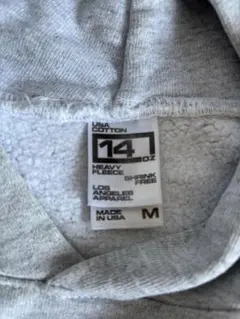 USA
COTTON
14 OZ
HEAVY
FLEECE
SHRINK
FREE
LOS
ANGELES
APPAREL
MADE
IN USA
M